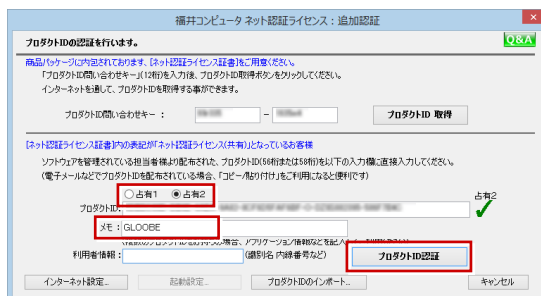 福井コンピュータ ネット認証ライセンス：追加認証
×
プロダクトIDの認証を行います。
Q&A
商品パッケージに内包されております、[ネット認証ライセンス証書]をご用意ください。
「プロダクトID問い合わせキー」(12桁)を入力後、プロダクトID取得ボタンをクリックしてください。
インターネットを通して、プロダクトIDを取得する事ができます。
プロダクトID問い合わせキー ：
-
プロダクトID 取得
[ネット認証ライセンス証書]内の表記が「ネット認証ライセンス(共有)」となっているお客様
ソフトウェアを管理されている担当者様より配布された、プロダクトID(56桁または58桁)を以下の入力欄に直接入力してください。
(電子メールなどでプロダクトIDを配布されている場合、「コピー/貼り付け」をご利用になると便利です)
占有1 占有2
占有2
プロダクトID:
メモ： GLOOBE
利用者情報：
(識別名 内線番号など)
プロダクトID認証
インターネット設定...
起動設定...
プロダクトIDのインポート...
キャンセル